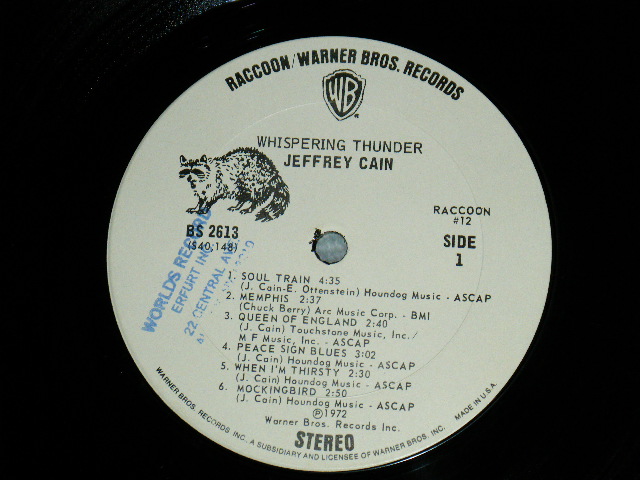 RACCOON/WARNER BROS. RECORDS
WB
®
WHISPERING THUNDER
JEFFREY CAIN
RACCOON
#12
BS 2613
(S40,148)
SIDE
1
WORLDS RECORD
ERFURT INC.
22 CENTRAL
1. SOUL TRAIN 4:35
(J. Cain-E. Ottenstein) Houndog Music - ASCAP
2. MEMPHIS 2:37
(Chuck Berry) Arc Music Corp. - BMI
3. QUEEN OF ENGLAND 2:40
(J. Cain) Touchstone Music, Inc./
M F Music, Inc. - ASCAP
4. PEACE SIGN BLUES 3:02
(J. Cain) Houndog Music - ASCAP
5. WHEN I'M THIRSTY 2:30
(J. Cain) Houndog Music - ASCAP
6. MOCKINGBIRD 2:50
(J. Cain) Houndog Music - ASCAP
℗1972
Warner Bros. Records Inc.
STEREO
WARNER BROS. RECORDS INC., A SUBSIDIARY AND LICENSEE OF WARNER BROS. INC. MADE IN U.S.A.